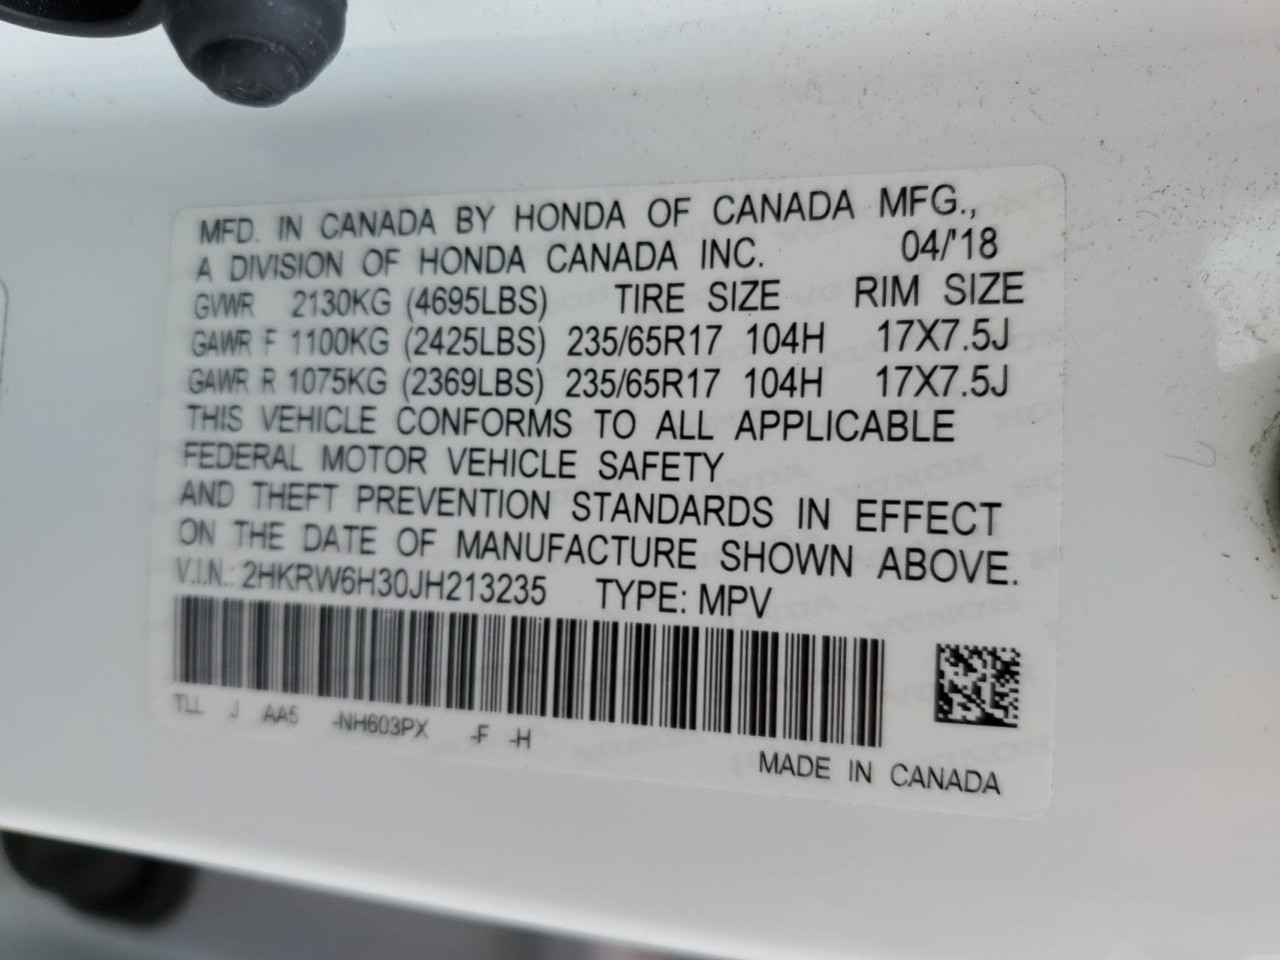 MFD. IN CANADA BY HONDA OF CANADA MFG.,
A DIVISION OF HONDA CANADA INC. 04/'18
GVWR 2130KG (4695LBS) TIRE SIZE RIM SIZE
GAWR F 1100KG (2425LBS) 235/65R17 104H 17X7.5J
GAWR R 1075KG (2369LBS) 235/65R17 104H 17X7.5J
THIS VEHICLE CONFORMS TO ALL APPLICABLE
FEDERAL MOTOR VEHICLE SAFETY
AND THEFT PREVENTION STANDARDS IN EFFECT
ON THE DATE OF MANUFACTURE SHOWN ABOVE.
V.I.N.: 2HKRW6H30JH213235 TYPE: MPV
TLL J AA5 -NH603PX -F -H
MADE IN CANADA